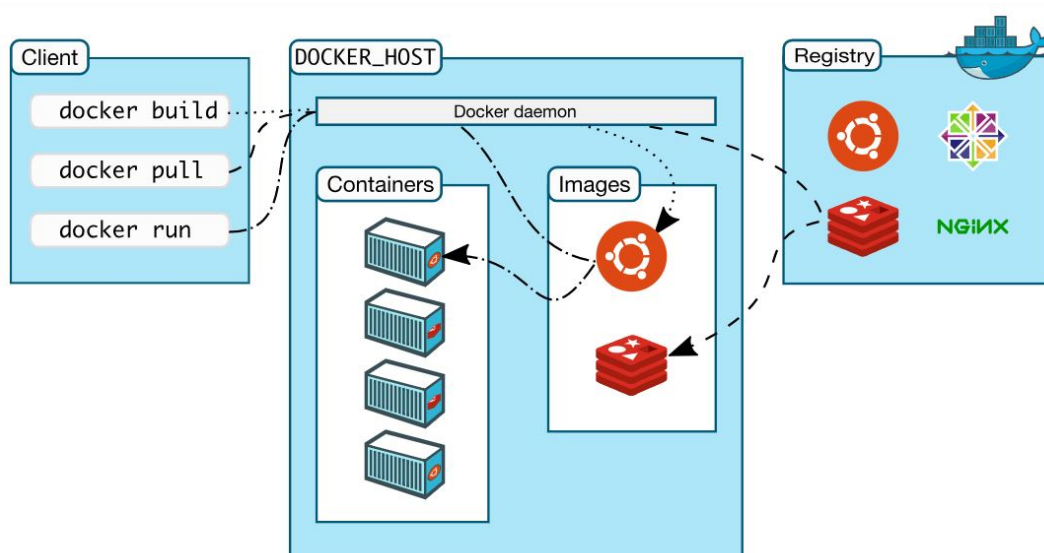 Client
docker build
docker pull
docker run
DOCKER_HOST
Docker daemon
Containers
Images
Registry
NGiNX